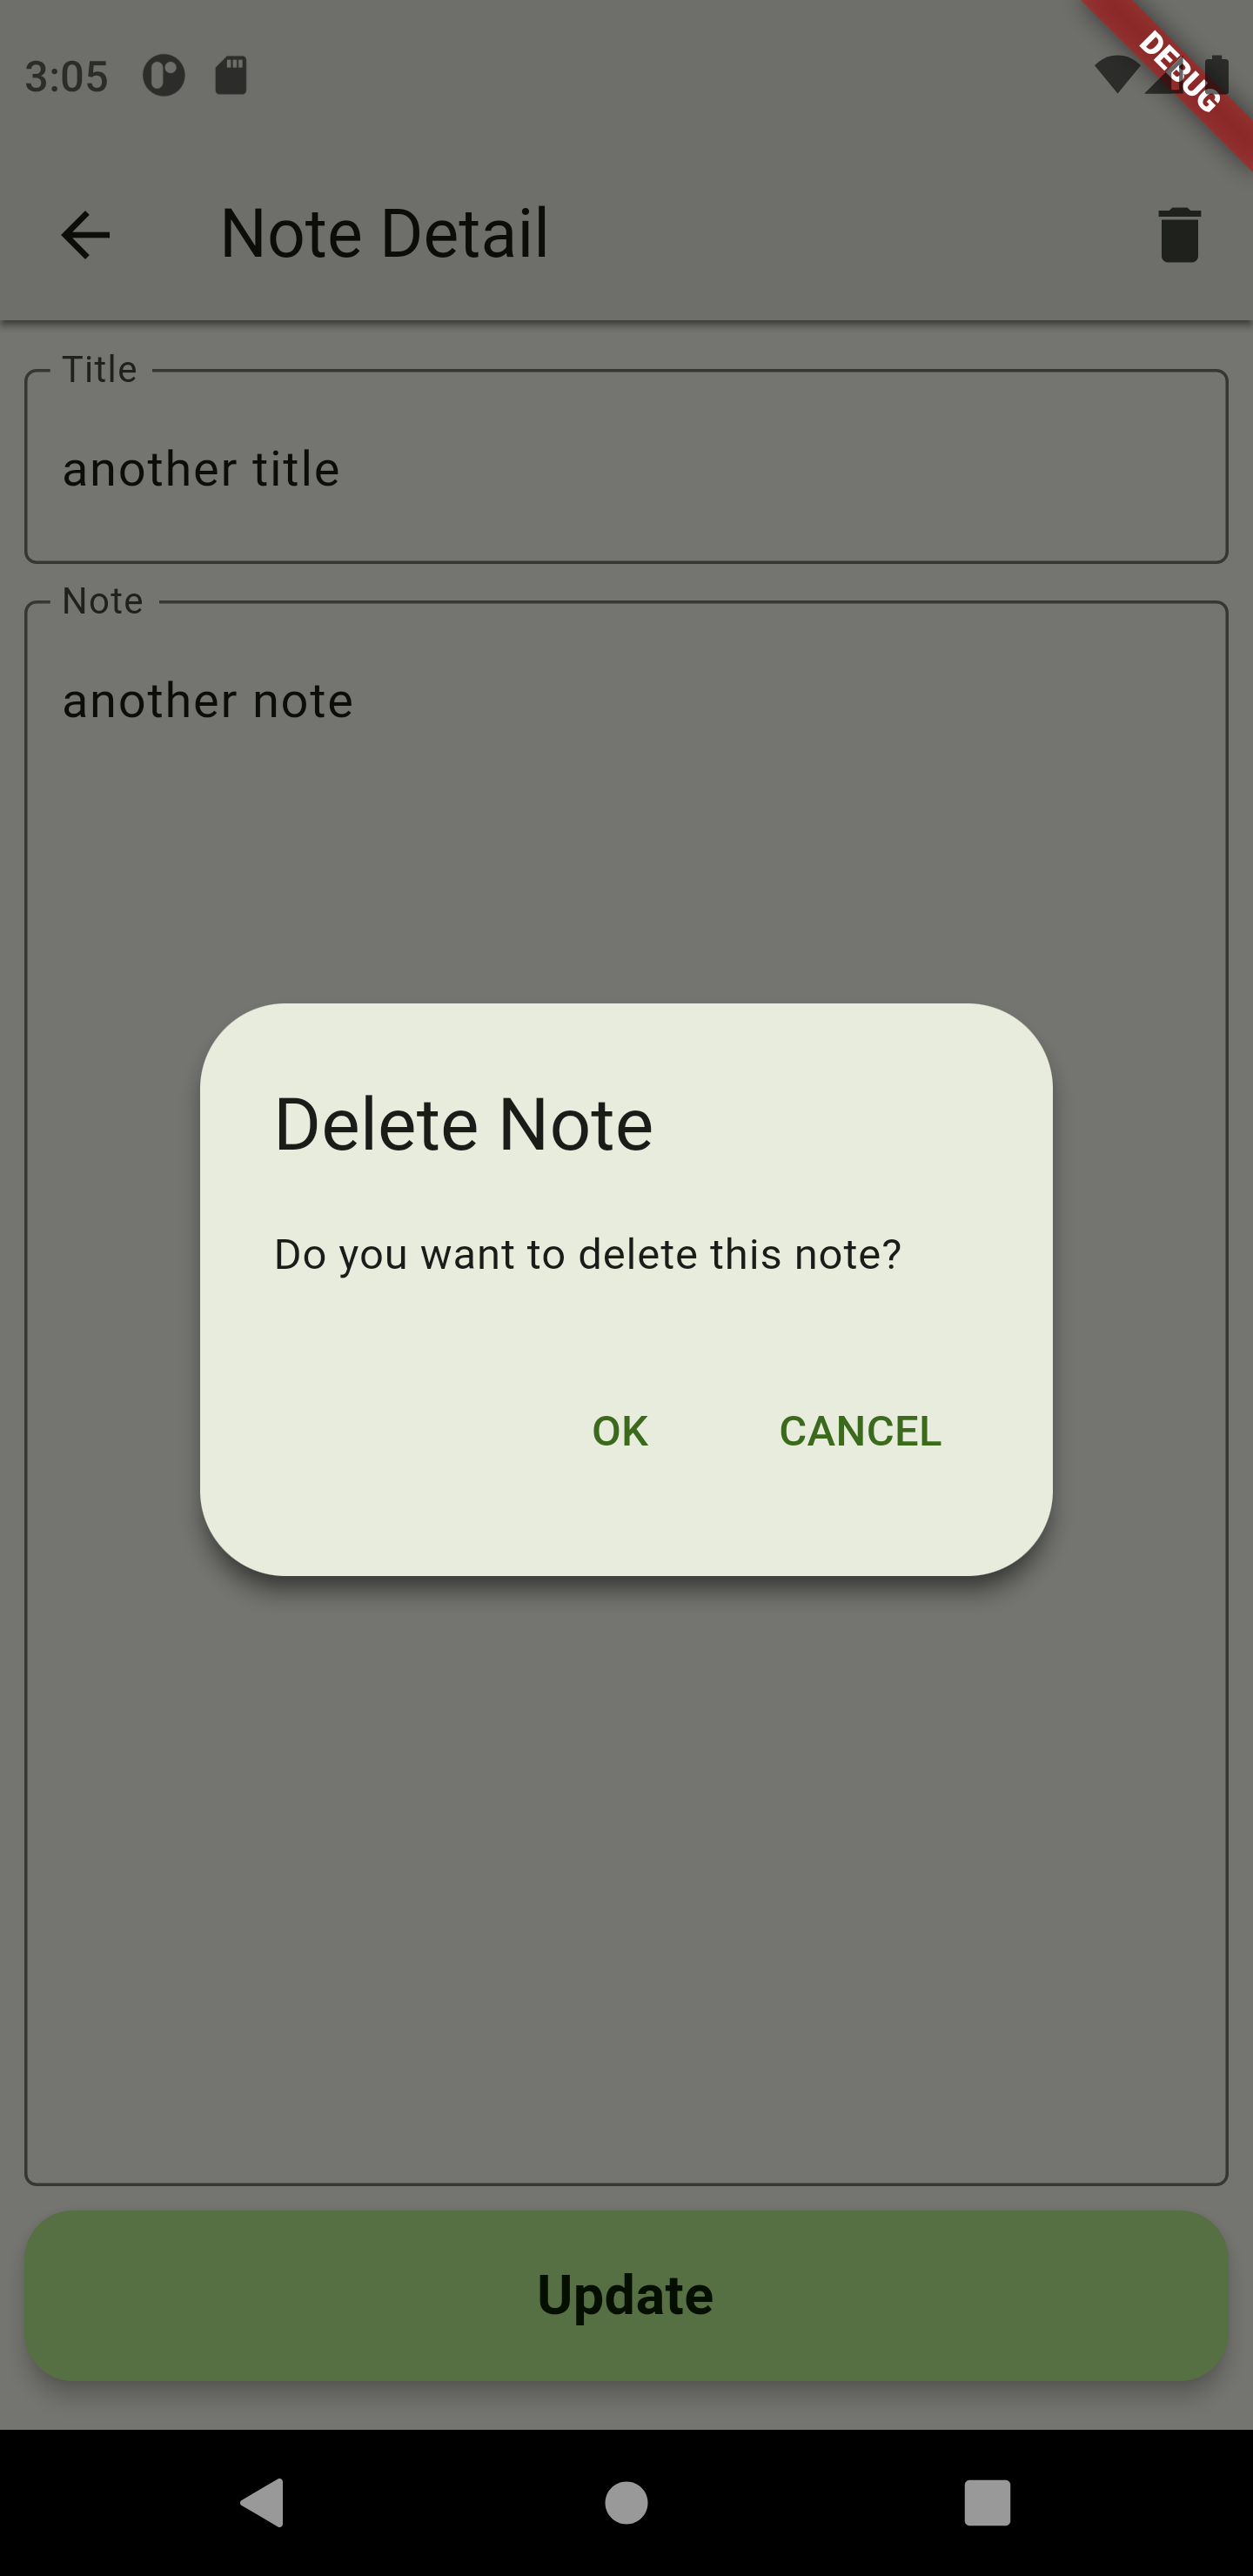 3:05
DEBUG
Note Detail
Title
another title
Note
another note
Delete Note
Do you want to delete this note?
OK CANCEL
Update